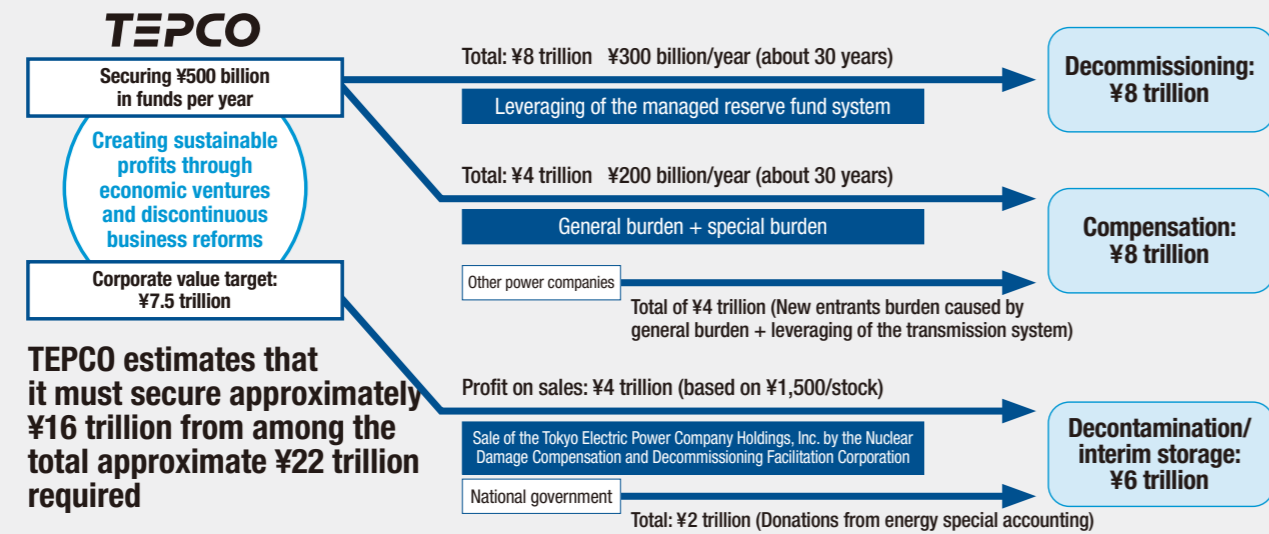 TEPCO
Securing ¥500 billion
in funds per year
Creating sustainable
profits through
economic ventures
and discontinuous
business reforms
Corporate value target:
¥7.5 trillion
TEPCO estimates that
it must secure approximately
¥16 trillion from among the
total approximate ¥22 trillion
required
Total: ¥8 trillion ¥300 billion/year (about 30 years)
Leveraging of the managed reserve fund system
Decommissioning:
¥8 trillion
Total: ¥4 trillion ¥200 billion/year (about 30 years)
General burden + special burden
Other power companies
Total of ¥4 trillion (New entrants burden caused by
general burden + leveraging of the transmission system)
Compensation:
¥8 trillion
Profit on sales: ¥4 trillion (based on ¥1,500/stock)
Sale of the Tokyo Electric Power Company Holdings, Inc. by the Nuclear
Damage Compensation and Decommissioning Facilitation Corporation
National government
Total: ¥2 trillion (Donations from energy special accounting)
Decontamination/
interim storage:
¥6 trillion